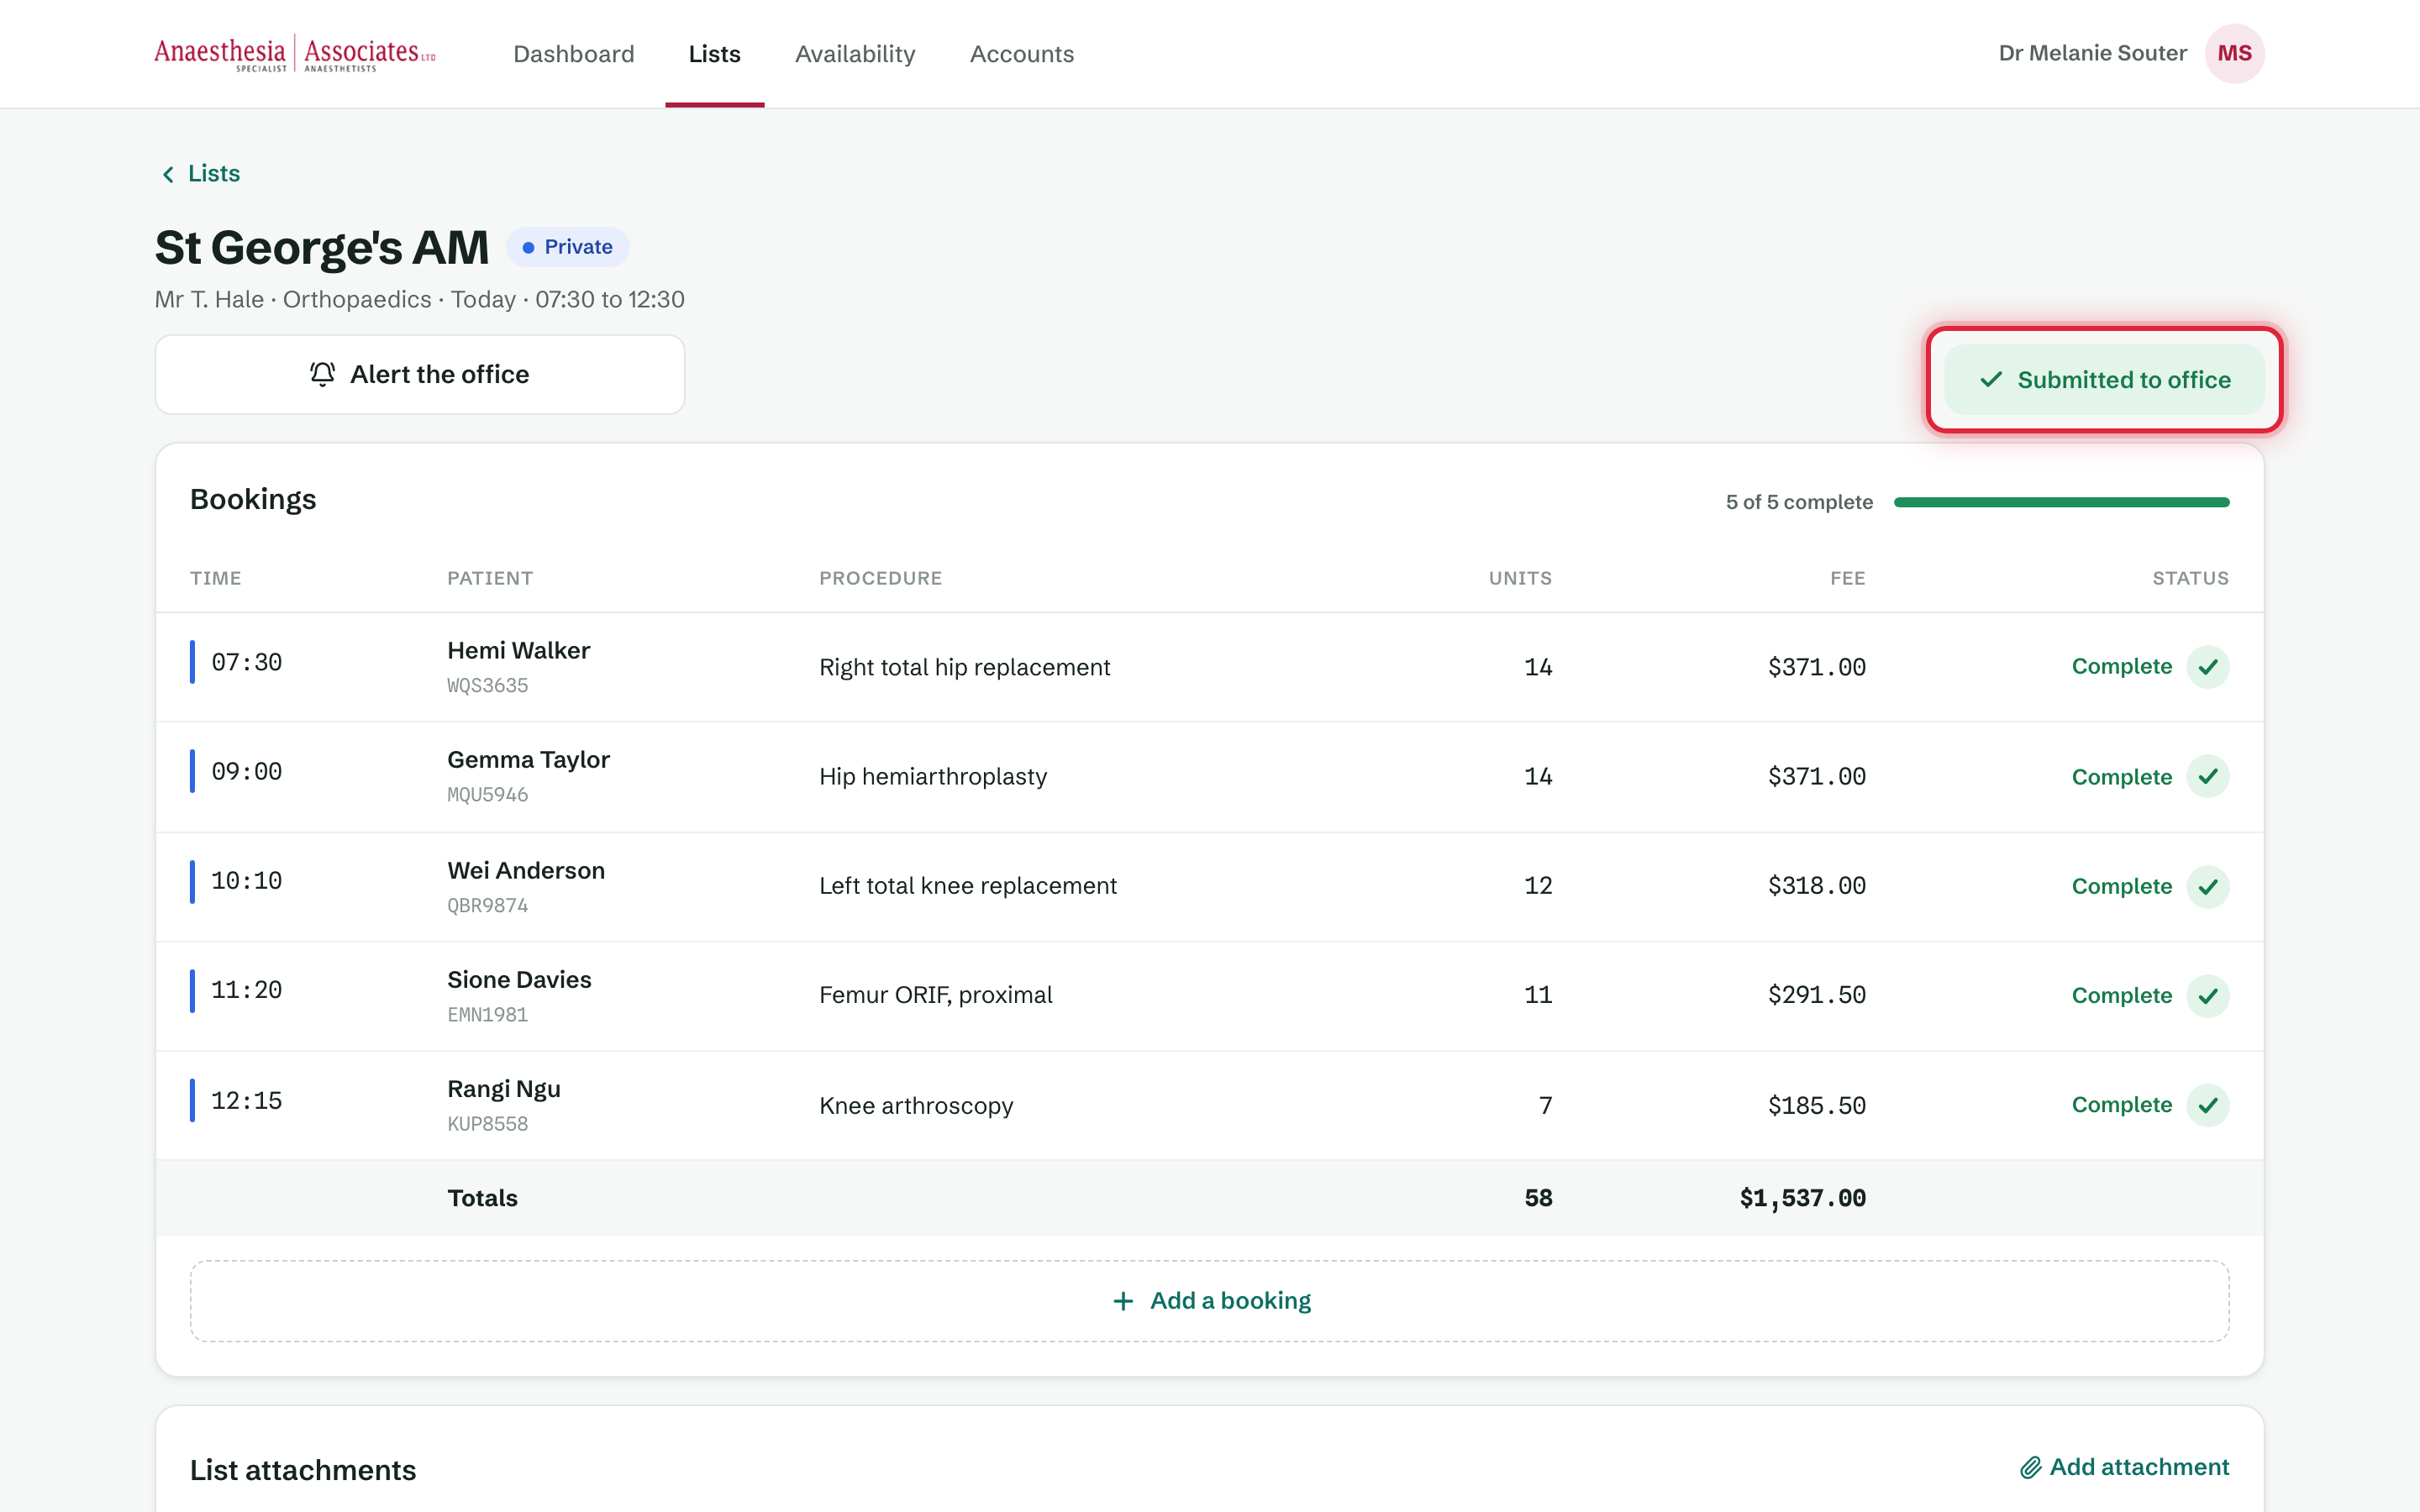 Anaesthesia | Associates LTD
SPECIALIST ANAESTHETISTS
Dashboard
Lists
Availability
Accounts
Dr Melanie Souter
MS
Lists
St George's AM
Private
Mr T. Hale · Orthopaedics · Today · 07:30 to 12:30
Alert the office
Submitted to office
Bookings
5 of 5 complete
TIME PATIENT PROCEDURE UNITS FEE STATUS
07:30 Hemi Walker Right total hip replacement 14 $371.00 Complete
WQS3635
09:00 Gemma Taylor Hip hemiarthroplasty 14 $371.00 Complete
MQU5946
10:10 Wei Anderson Left total knee replacement 12 $318.00 Complete
QBR9874
11:20 Sione Davies Femur ORIF, proximal 11 $291.50 Complete
EMN1981
12:15 Rangi Ngu Knee arthroscopy 7 $185.50 Complete
KUP8558
Totals 58 $1,537.00
Add a booking
List attachments
Add attachment